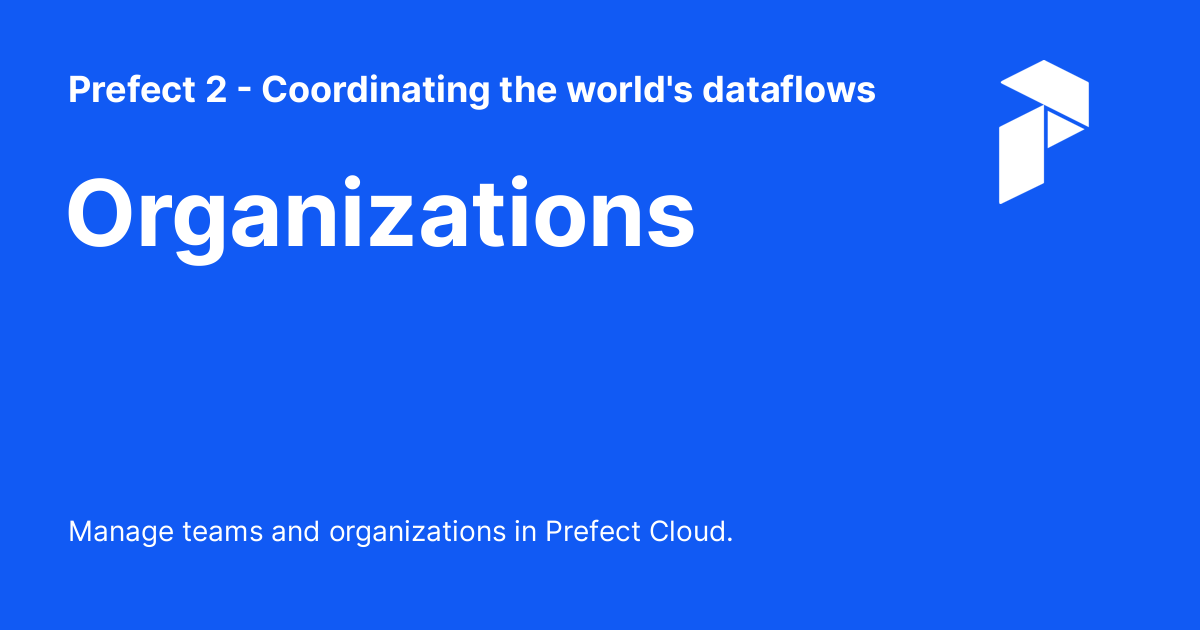 Prefect 2 - Coordinating the world's dataflows
Organizations
Manage teams and organizations in Prefect Cloud.